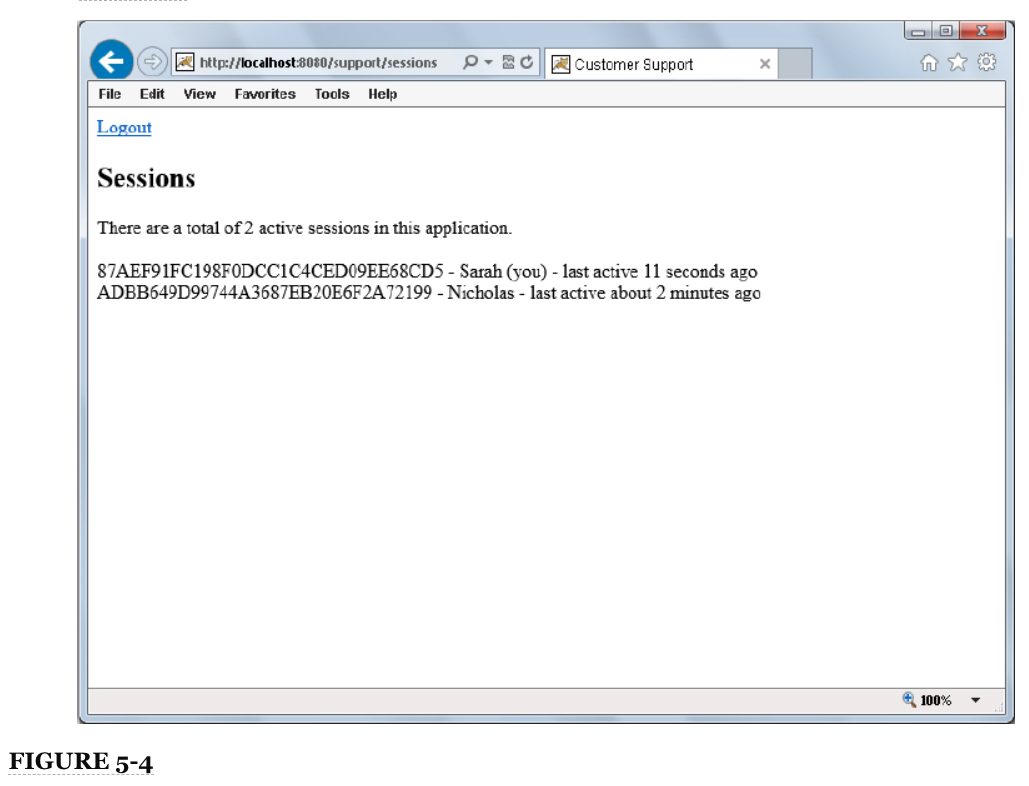 http://localhost:8080/support/sessions
Customer Support
File Edit View Favorites Tools Help
Logout
Sessions
There are a total of 2 active sessions in this application.
87AEF91FC198F0DCC1C4CED09EE68CD5 - Sarah (you) - last active 11 seconds ago
ADBB649D99744A3687EB20E6F2A72199 - Nicholas - last active about 2 minutes ago
100%
FIGURE 5-4